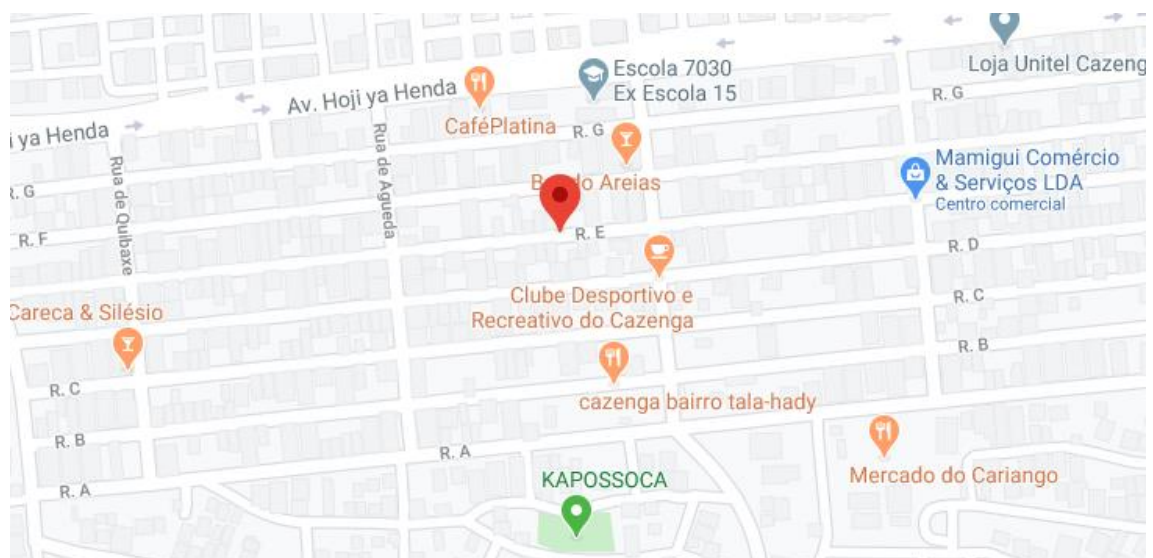 Loja Unitel Cazeng
Escola 7030
Ex Escola 15
Av. Hoji ya Henda
CaféPlatina
R. G
R. G
i ya Henda
Rua de Quibaxe
Rua de Agueda
Mamigui Comércio
& Serviços LDA
Centro comercial
do Areias
R. G
R. F
R. E
R. D
Clube Desportivo e
Recreativo do Cazenga
R. C
Careca & Silésio
R. B
R. C
cazenga bairro tala-hady
R. B
R. A
Mercado do Cariango
KAPOSSOCA
R. A